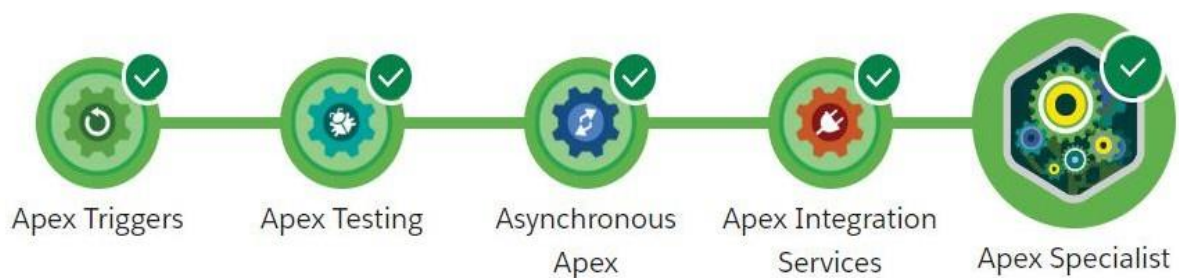 Apex Triggers
Apex Testing
Asynchronous
Apex
Apex Integration
Services
Apex Specialist